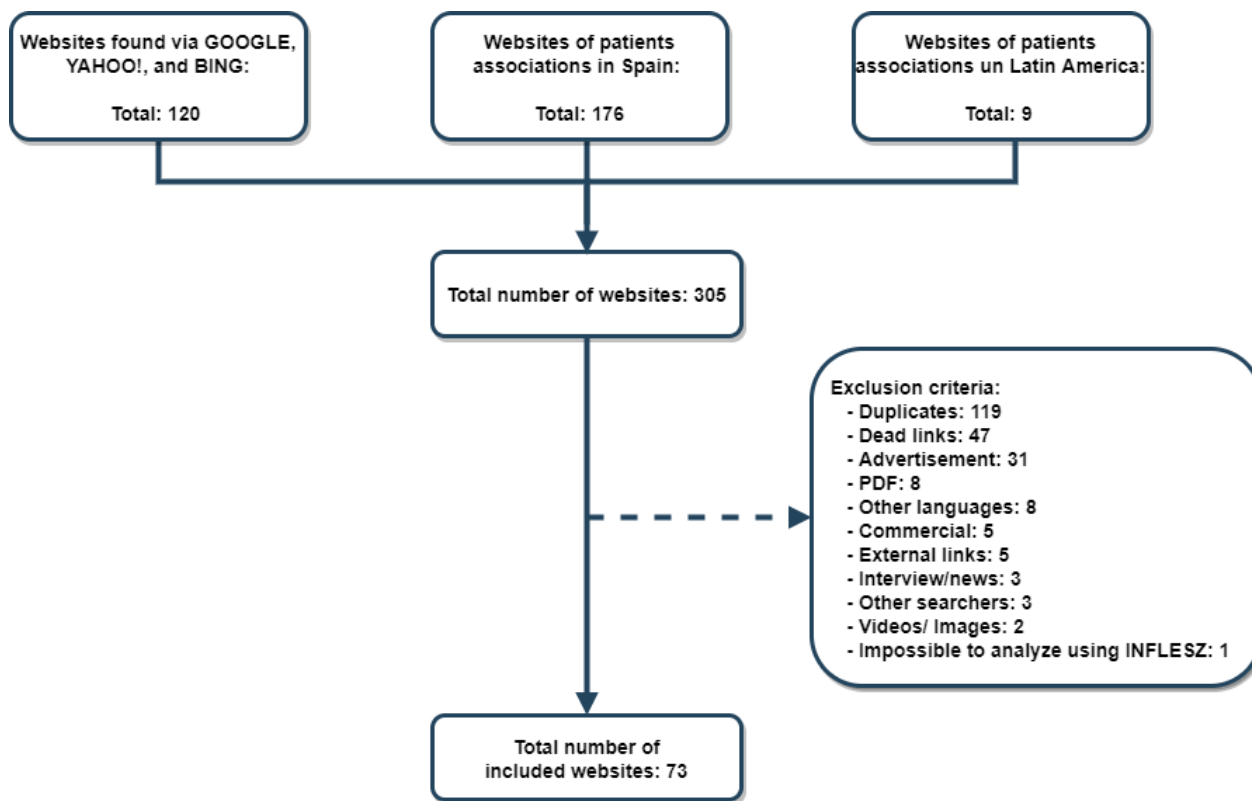 Websites found via GOOGLE,
YAHOO!, and BING:
Total: 120
Websites of patients
associations in Spain:
Total: 176
Websites of patients
associations un Latin America:
Total: 9
Total number of websites: 305
Exclusion criteria:
- Duplicates: 119
- Dead links: 47
- Advertisement: 31
- PDF: 8
- Other languages: 8
- Commercial: 5
- External links: 5
- Interview/news: 3
- Other searchers: 3
- Videos/ Images: 2
- Impossible to analyze using INFLESZ: 1
Total number of
included websites: 73